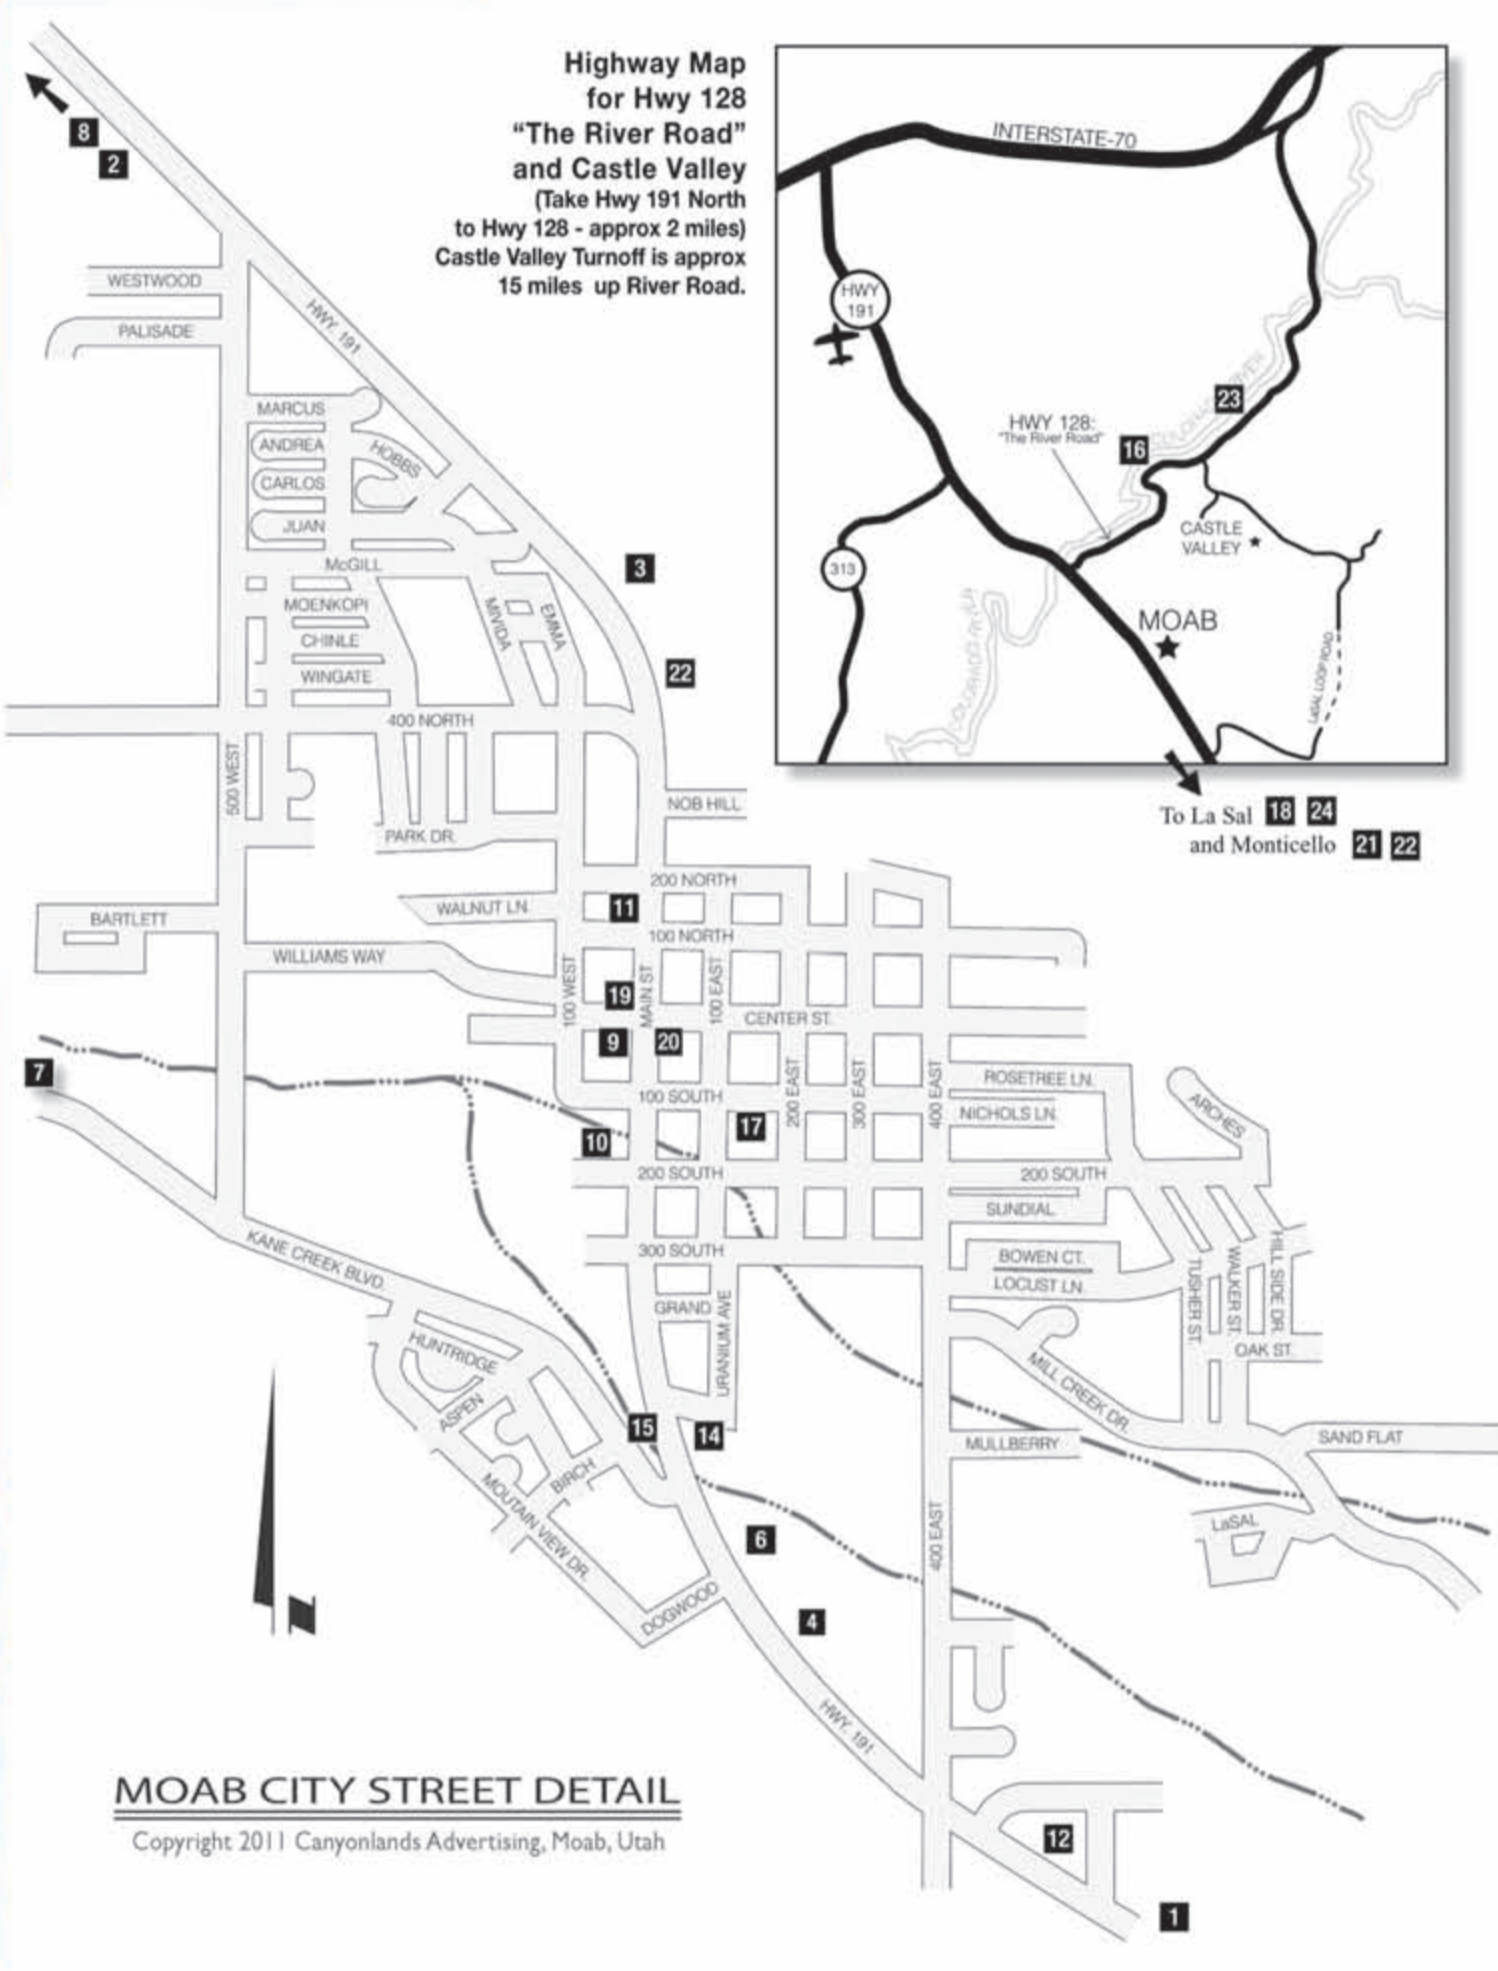 Highway Map
for Hwy 128
“The River Road”
and Castle Valley
(Take Hwy 191 North
to Hwy 128 - approx 2 miles)
Castle Valley Turnoff is approx
15 miles up River Road.
INTERSTATE-70
HWY
191
HWY 128:
"The River Road"
COLORADO RIVER
23
16
CASTLE
VALLEY
313
MOAB
COLORADO RIVER
LaSAL LOOP ROAD
To La Sal 18 24
and Monticello 21 22
8
2
WESTWOOD
PALISADE
HWY. 191
MARCUS
ANDREA
HOBBS
CARLOS
JUAN
McGILL
3
MOENKOPI
MIVIDA
EMMA
CHINLE
WINGATE
22
400 NORTH
500 WEST
NOB HILL
PARK DR.
200 NORTH
WALNUT LN.
11
BARTLETT
100 NORTH
WILLIAMS WAY
100 WEST
19
MAIN ST
100 EAST
CENTER ST.
9
20
7
200 EAST
300 EAST
400 EAST
ROSETREE LN.
100 SOUTH
NICHOLS LN.
ARCHES
10
17
200 SOUTH
200 SOUTH
SUNDIAL
300 SOUTH
KANE CREEK BLVD.
BOWEN CT.
LOCUST LN.
TUSHER ST.
WALKER ST.
HILL SIDE DR.
GRAND
URANIUM AVE
HUNTRIDGE
OAK ST.
MILL CREEK DR.
ASPEN
15
14
MULLBERRY
SAND FLAT
BIRCH
MOUTAIN VIEW DR.
6
400 EAST
LaSAL
DOGWOOD
4
N
HWY. 191
MOAB CITY STREET DETAIL
Copyright 2011 Canyonlands Advertising, Moab, Utah
12
1